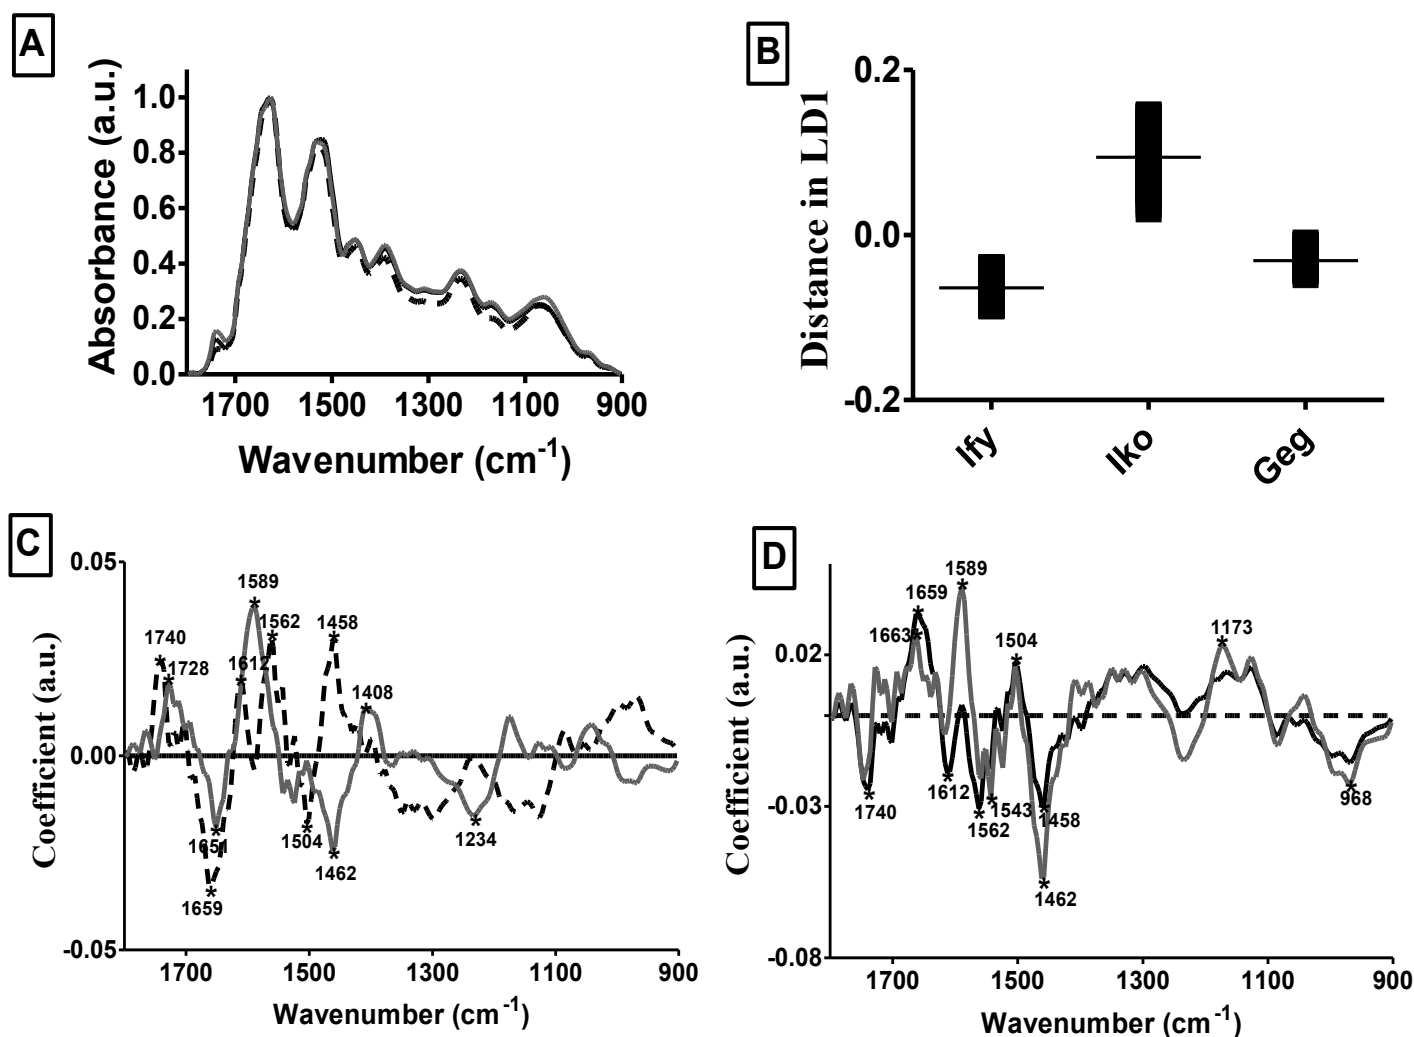 A
Absorbance (a.u.)
1.0
0.8
0.6
0.4
0.2
0.0
1700 1500 1300 1100 900
Wavenumber (cm-1)
B
Distance in LD1
0.2
0.0
-0.2
Ify Iko Geg
C
Coefficient (a.u.)
0.05
0.00
-0.05
1740
1728
1589
1612
1562
1458
1408
1651
1659
1504
1462
1234
1700 1500 1300 1100 900
Wavenumber (cm-1)
D
Coefficient (a.u.)
0.02
-0.03
-0.08
1589
1659
1663
1504
1173
1740
1612
1562
1543
1458
1462
968
1700 1500 1300 1100 900
Wavenumber (cm-1)